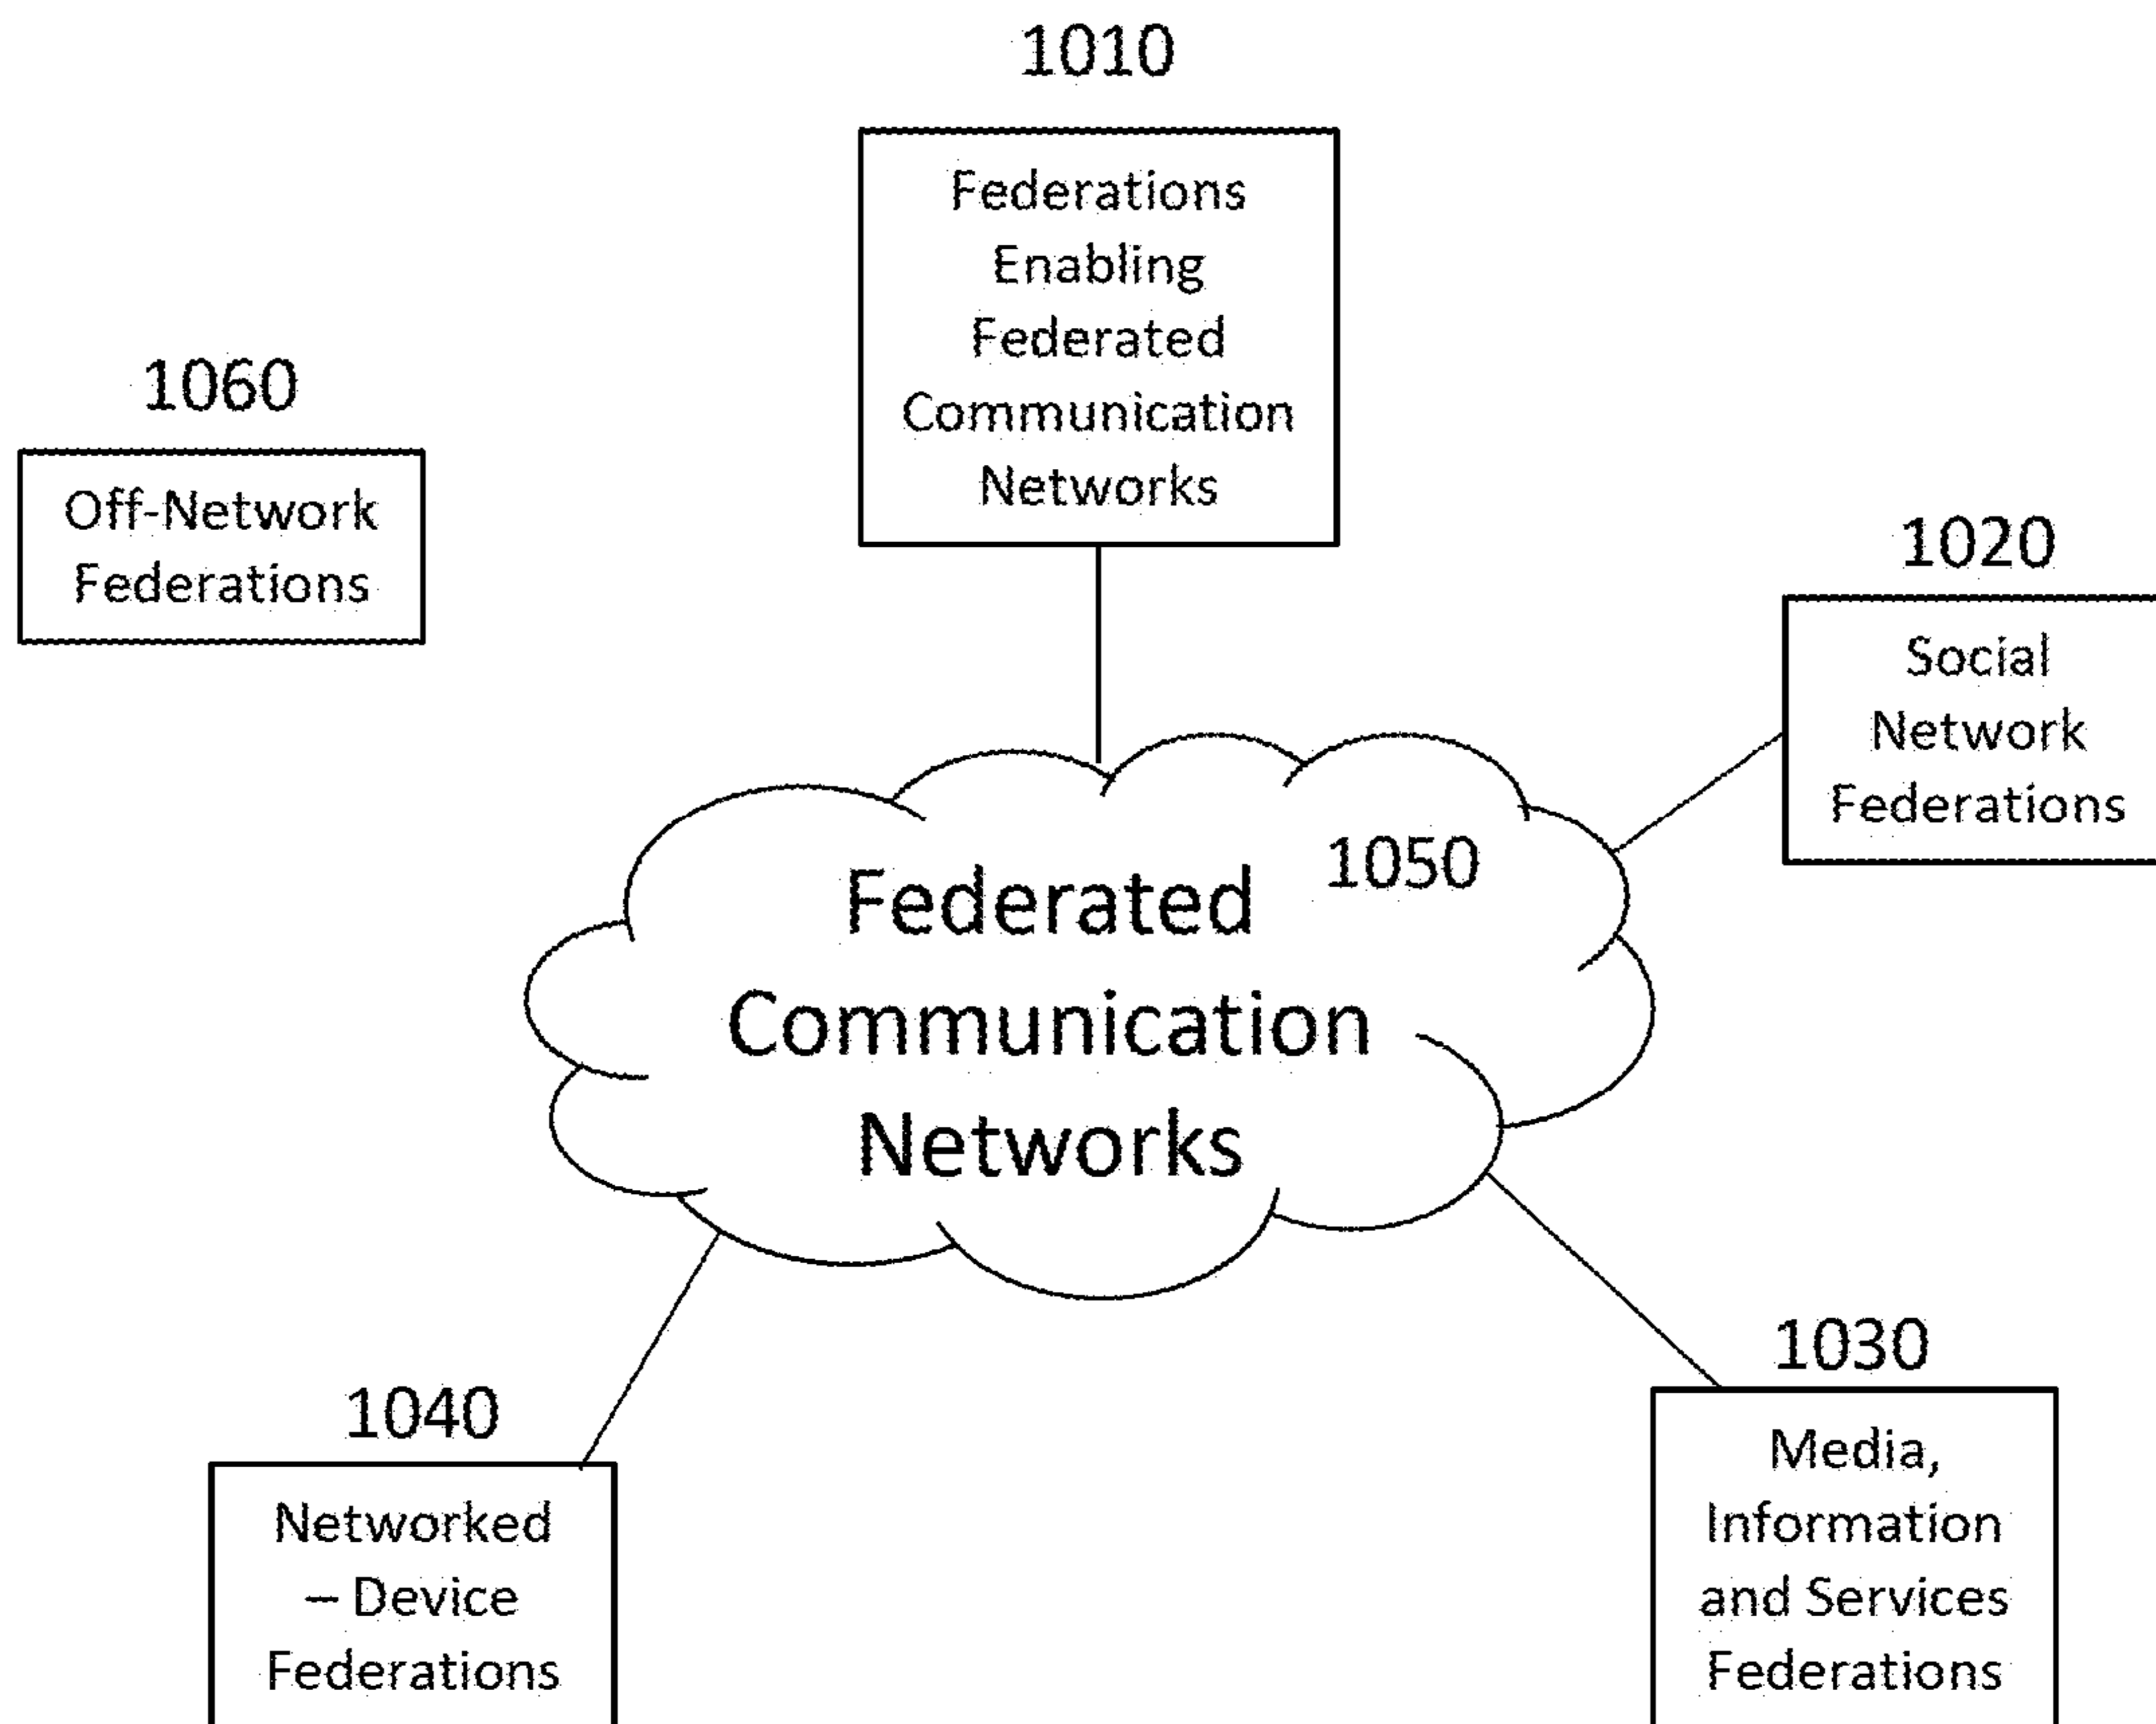 1010
Federations
Enabling
Federated
Communication
Networks
1060
Off-Network
Federations
1020
Social
Network
Federations
1050
Federated
Communication
Networks
1040
Networked
– Device
Federations
1030
Media,
Information
and Services
Federations